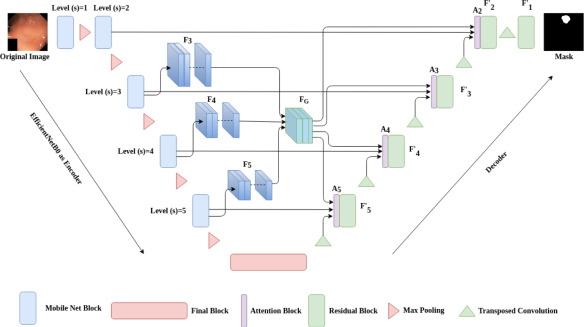 Level (s)=1
Level (s)=2
A2
F'2
F'1
Original Image
Mask
F3
A3
F'3
Level (s)=3
F4
FG
A4
F'4
Level (s)=4
F5
A5
F'5
Level (s)=5
EfficientNetB0 as Encoder
Decoder
Mobile Net Block
Final Block
Attention Block
Residual Block
Max Pooling
Transposed Convolution